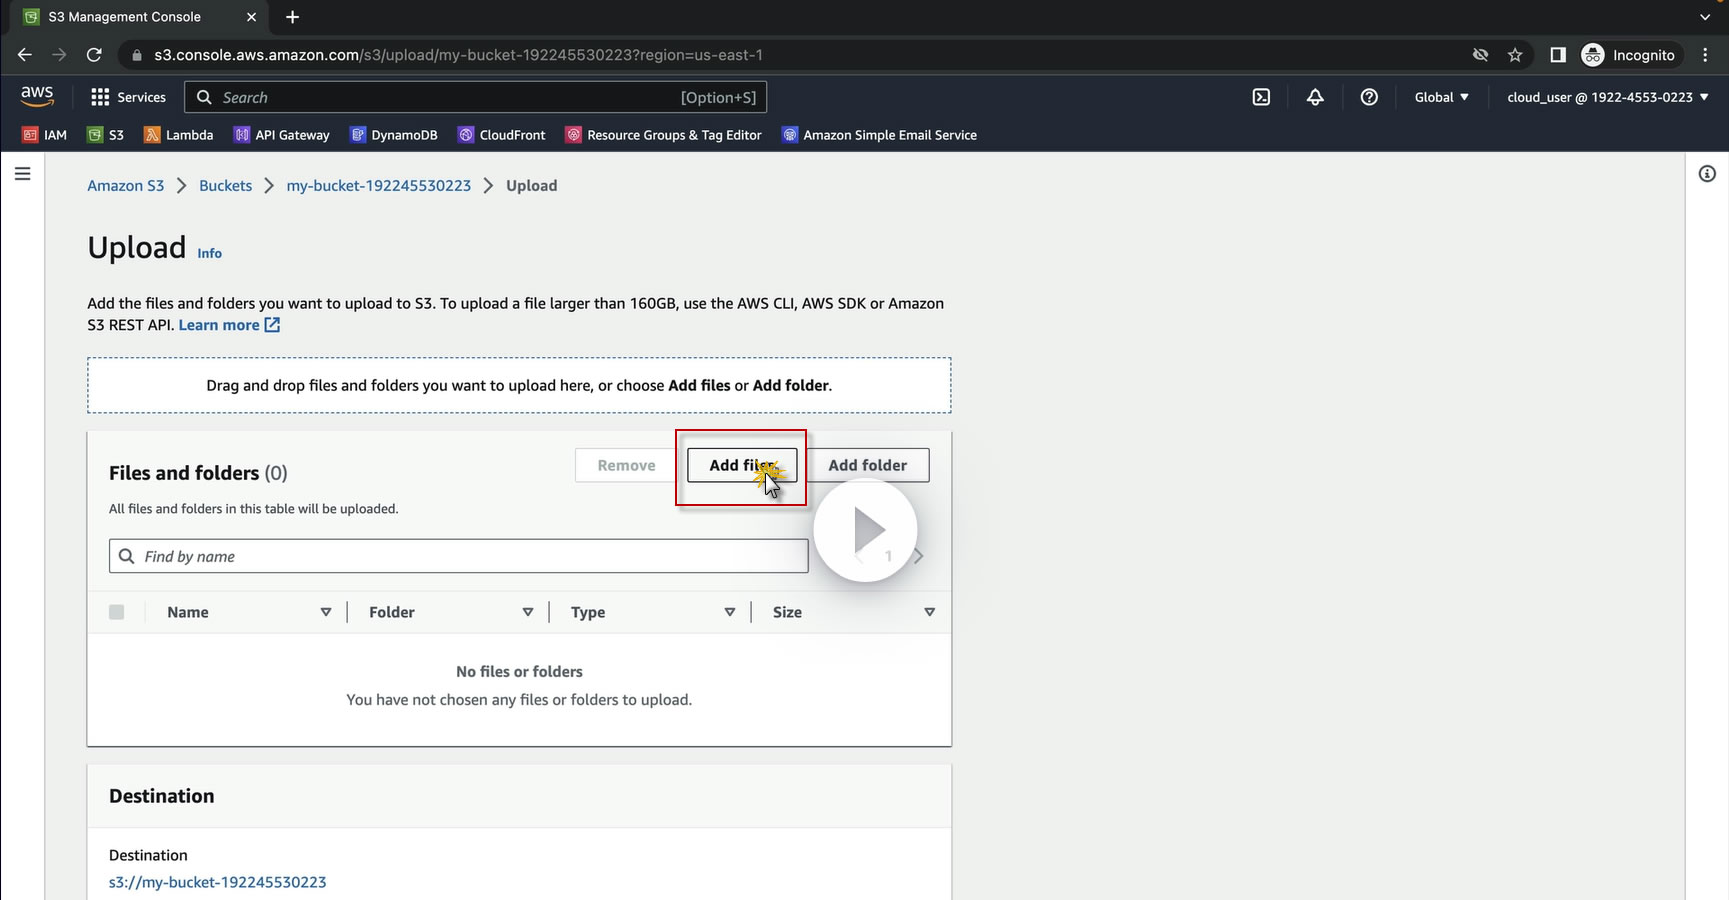 S3 Management Console
s3.console.aws.amazon.com/s3/upload/my-bucket-192245530223?region=us-east-1
Incognito
aws
Services
Search
[Option+S]
Global
cloud_user @ 1922-4553-0223
IAM
S3
Lambda
API Gateway
DynamoDB
CloudFront
Resource Groups & Tag Editor
Amazon Simple Email Service
Amazon S3
Buckets
my-bucket-192245530223
Upload
Upload
Info
Add the files and folders you want to upload to S3. To upload a file larger than 160GB, use the AWS CLI, AWS SDK or Amazon
S3 REST API. Learn more
Drag and drop files and folders you want to upload here, or choose Add files or Add folder.
Files and folders (0)
Remove
Add
Add folder
All files and folders in this table will be uploaded.
Find by name
1
Name
Folder
Type
Size
No files or folders
You have not chosen any files or folders to upload.
Destination
Destination
s3://my-bucket-192245530223